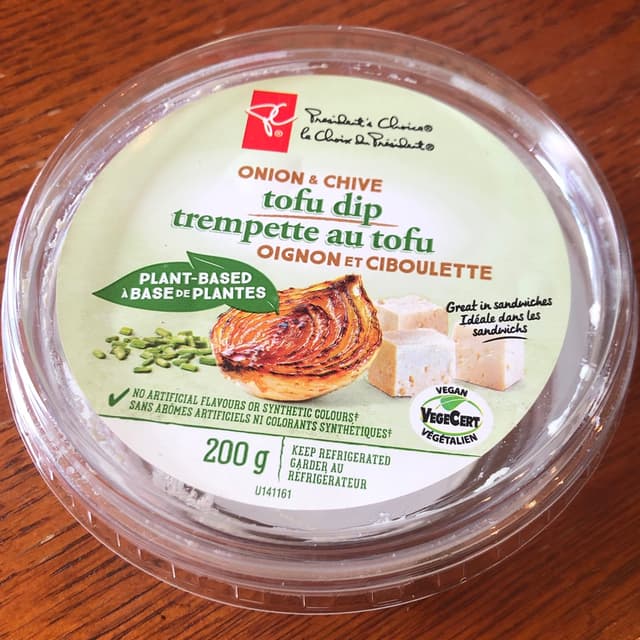 PC®
President's Choice®
le Choix du Président®
ONION & CHIVE
tofu dip
trempette au tofu
OIGNON ET CIBOULETTE
PLANT-BASED
À BASE DE PLANTES
Great in sandwiches
Idéale dans les
sandwichs
NO ARTIFICIAL FLAVOURS OR SYNTHETIC COLOURS†
SANS ARÔMES ARTIFICIELS NI COLORANTS SYNTHÉTIQUES†
VEGAN
VEGECERT
VÉGÉTALIEN
200 g
KEEP REFRIGERATED
GARDER AU
RÉFRIGÉRATEUR
U141161